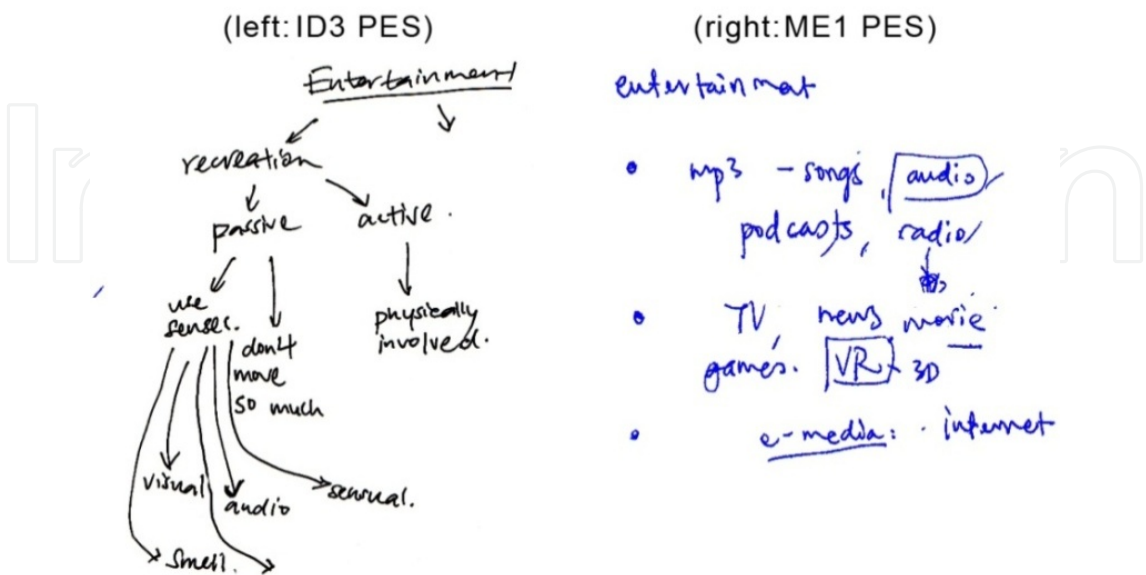 (left: ID3 PES)
Entertainment
recreation
passive
active.
use
senses.
don't
move
so much
physically
involved.
visual
audio
sensual.
smell.
(right: ME1 PES)
entertainment
• mp3 - songs, audio,
podcasts, radio
• TV, news movie
games. VR 3D
• e-media: · internet